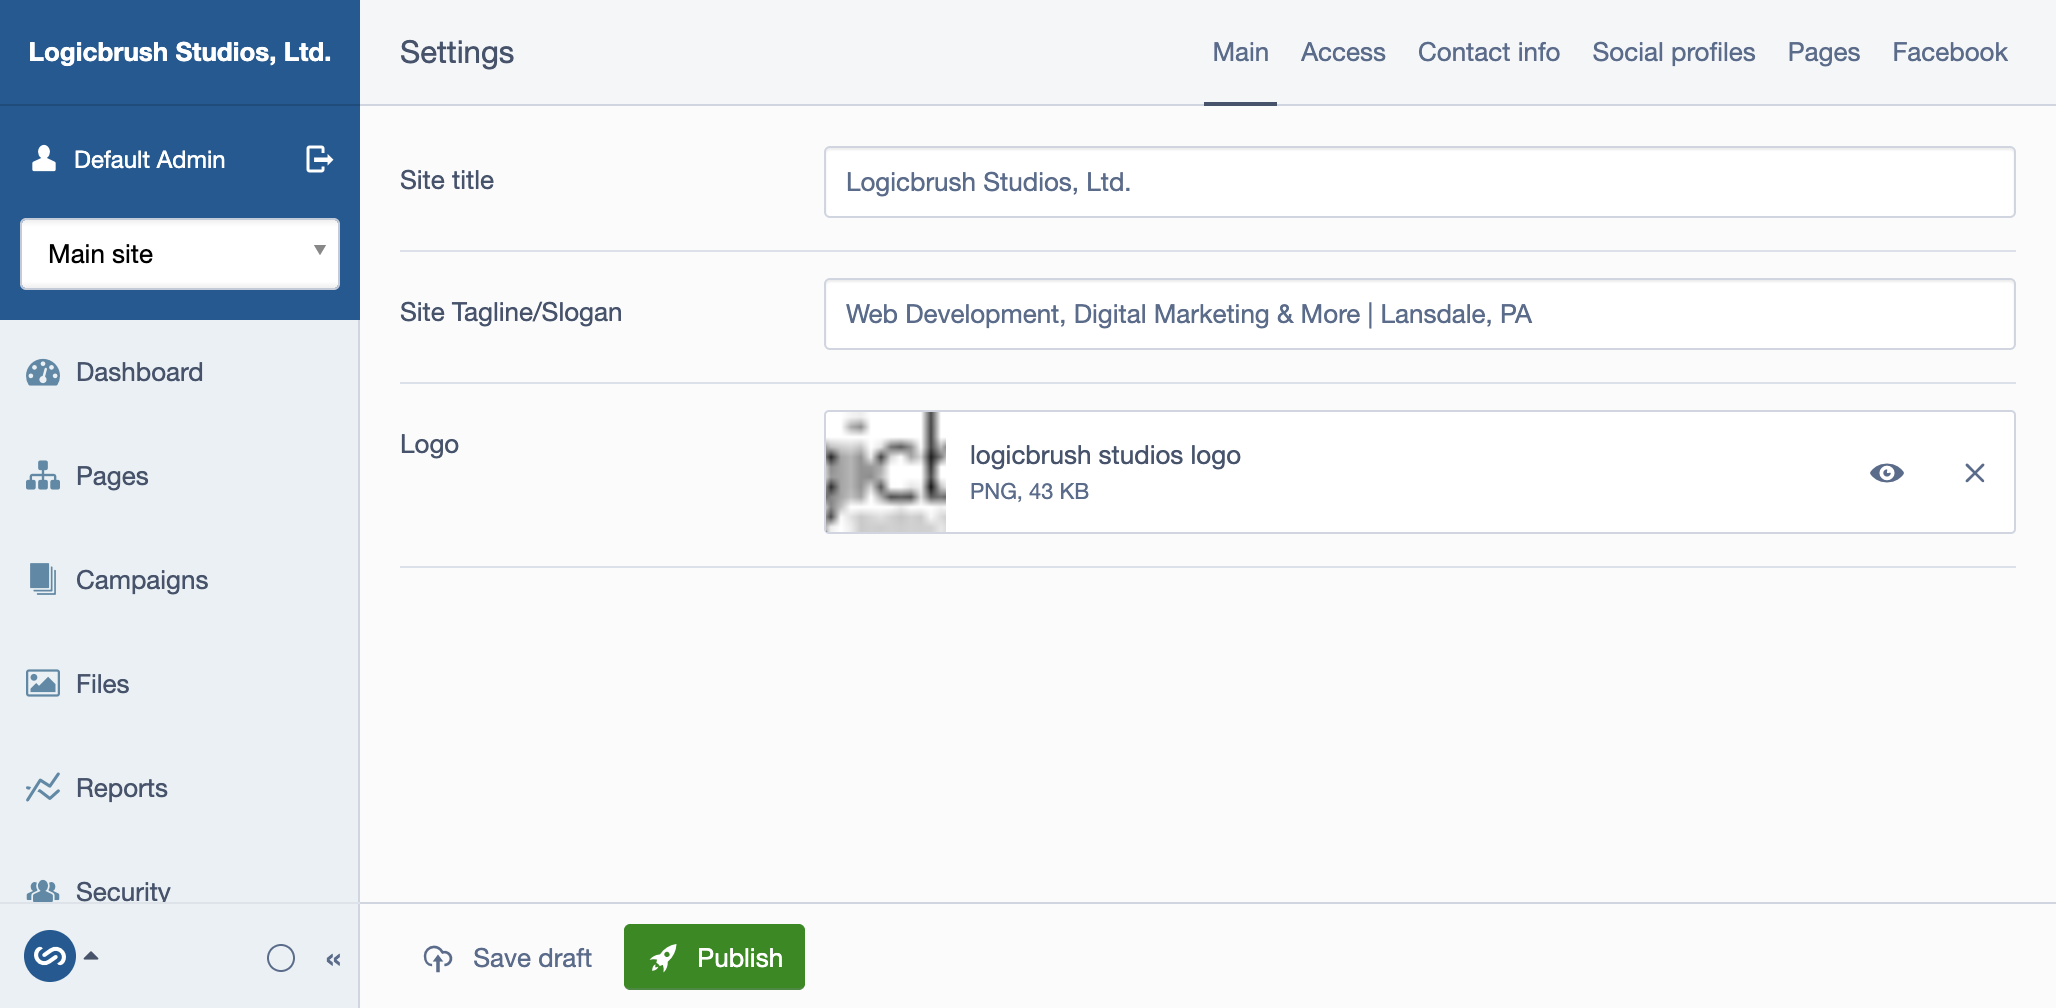 Logicbrush Studios, Ltd.
Default Admin
Main site
Dashboard
Pages
Campaigns
Files
Reports
Security
Settings
Main
Access
Contact info
Social profiles
Pages
Facebook
Site title
Logicbrush Studios, Ltd.
Site Tagline/Slogan
Web Development, Digital Marketing & More | Lansdale, PA
Logo
logicbrush studios logo
PNG, 43 KB
Save draft
Publish